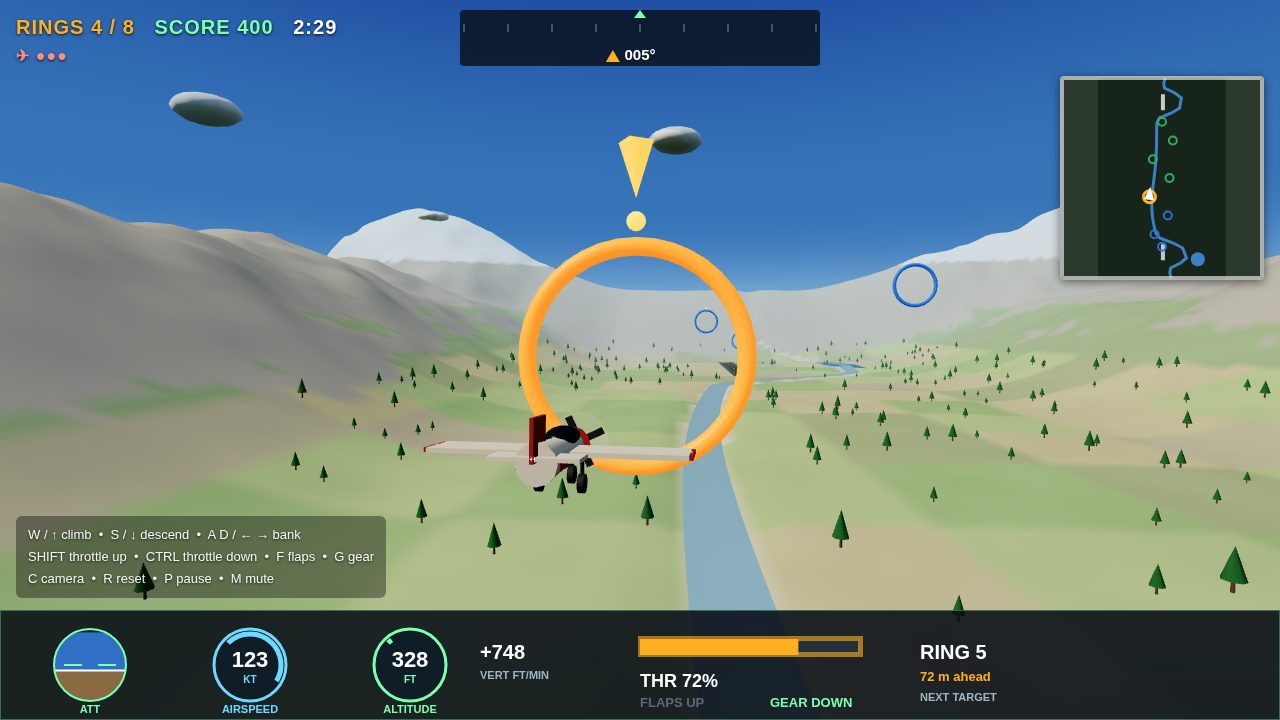 RINGS 4 / 8 SCORE 400 2:29
005°
W / ↑ climb • S / ↓ descend • A D / ← → bank
SHIFT throttle up • CTRL throttle down • F flaps • G gear
C camera • R reset • P pause • M mute
ATT
123
KT
AIRSPEED
328
FT
ALTITUDE
+748
VERT FT/MIN
THR 72%
FLAPS UP GEAR DOWN
RING 5
72 m ahead
NEXT TARGET